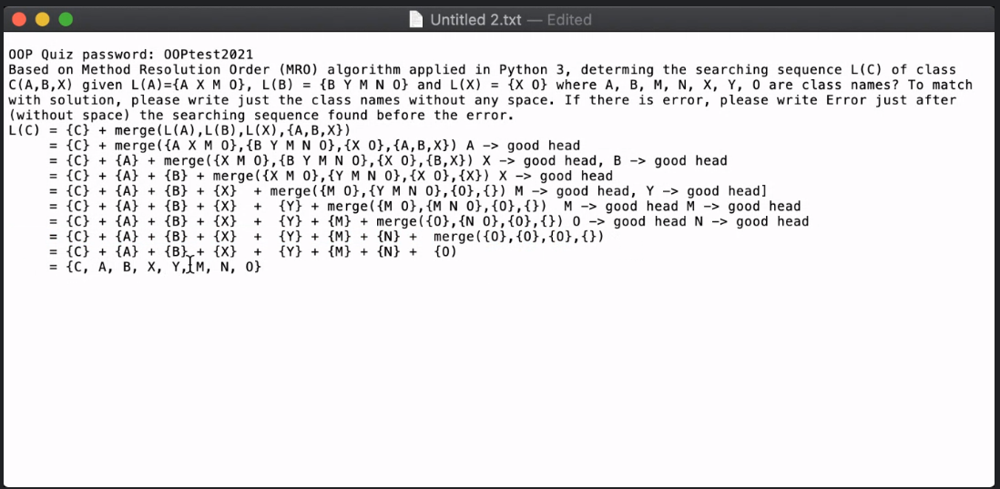 Untitled 2.txt — Edited
OOP Quiz password: OOPtest2021
Based on Method Resolution Order (MRO) algorithm applied in Python 3, determing the searching sequence L(C) of class
C(A,B,X) given L(A)={A X M O}, L(B) = {B Y M N O} and L(X) = {X O} where A, B, M, N, X, Y, O are class names? To match
with solution, please write just the class names without any space. If there is error, please write Error just after
(without space) the searching sequence found before the error.
L(C) = {C} + merge(L(A),L(B),L(X),{A,B,X})
= {C} + merge({A X M O},{B Y M N O},{X O},{A,B,X}) A -> good head
= {C} + {A} + merge({X M O},{B Y M N O},{X O},{B,X}) X -> good head, B -> good head
= {C} + {A} + {B} + merge({X M O},{Y M N O},{X O},{X}) X -> good head
= {C} + {A} + {B} + {X}  + merge({M O},{Y M N O},{O},{}) M -> good head, Y -> good head]
= {C} + {A} + {B} + {X}  +  {Y} + merge({M O},{M N O},{O},{})  M -> good head M -> good head
= {C} + {A} + {B} + {X}  +  {Y} + {M} + merge({O},{N O},{O},{}) O -> good head N -> good head
= {C} + {A} + {B} + {X}  +  {Y} + {M} + {N} +  merge({O},{O},{O},{})
= {C} + {A} + {B} + {X}  +  {Y} + {M} + {N} +  {O)
= {C, A, B, X, Y, M, N, O}